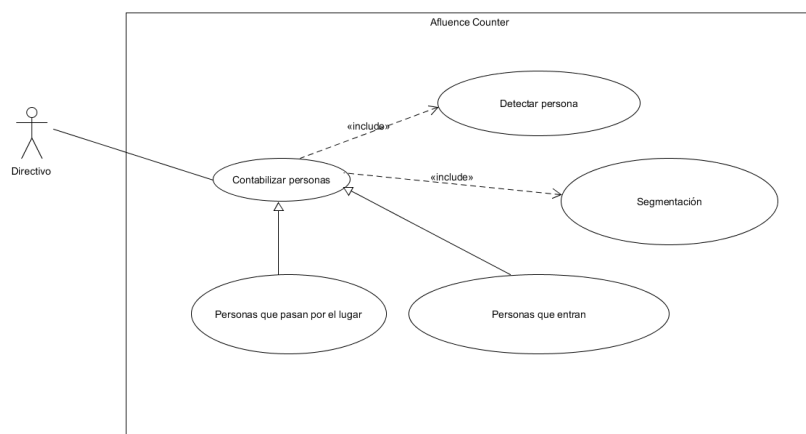 Afluence Counter
Detectar persona
«include»
Directivo
Contabilizar personas
«include»
Segmentación
Personas que pasan por el lugar
Personas que entran